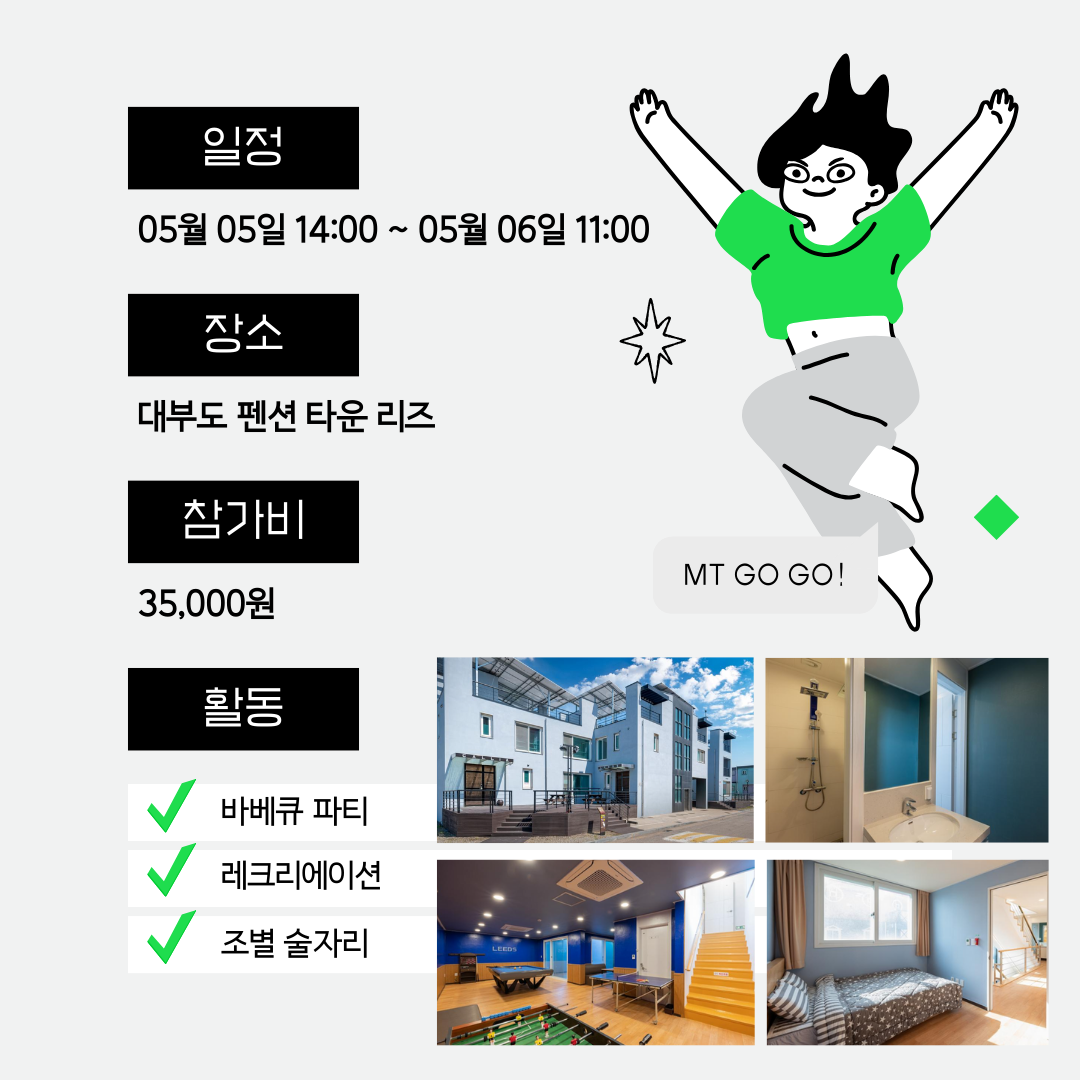 일정
05월 05일 14:00 ~ 05월 06일 11:00
장소
대부도 펜션 타운 리즈
참가비
35,000원
MT GO GO!
활동
바베큐 파티
레크리에이션
조별 술자리
LEEDS